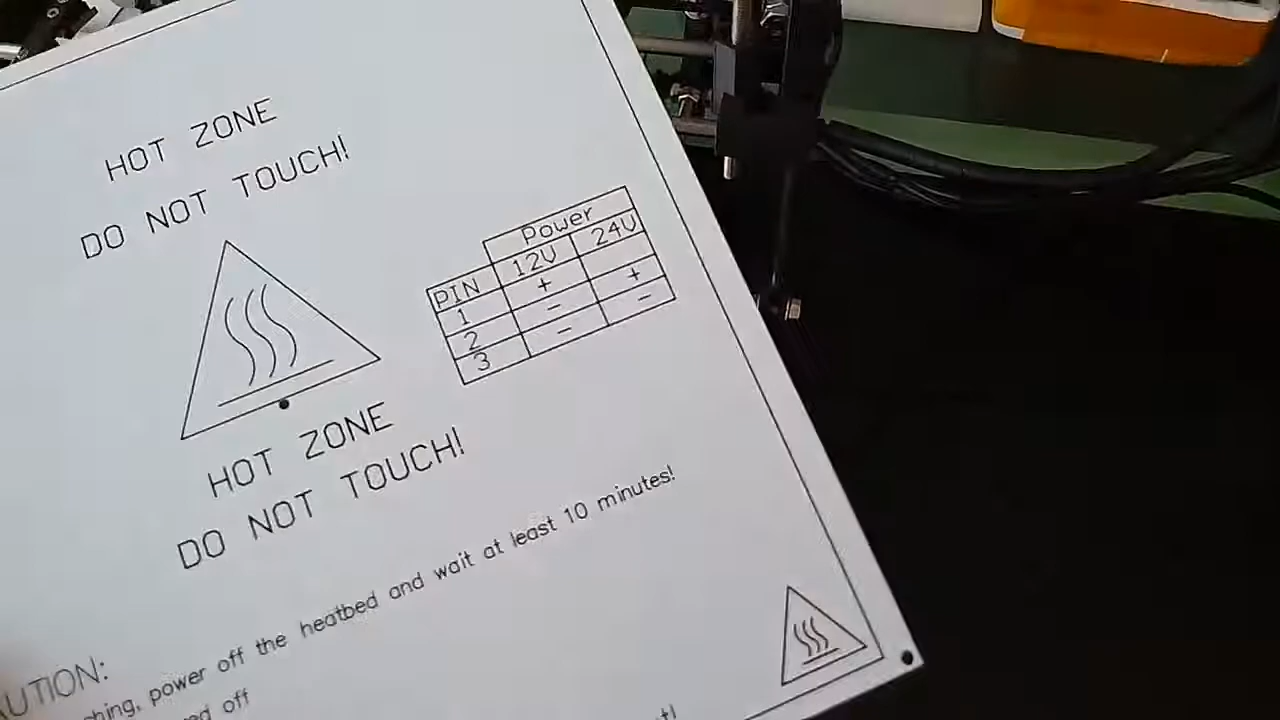 HOT ZONE
DO NOT TOUCH!
Power
PIN 12V 24V
1 +
2 - +
3 - -
HOT ZONE
DO NOT TOUCH!
power off the heatbed and wait at least 10 minutes!
off